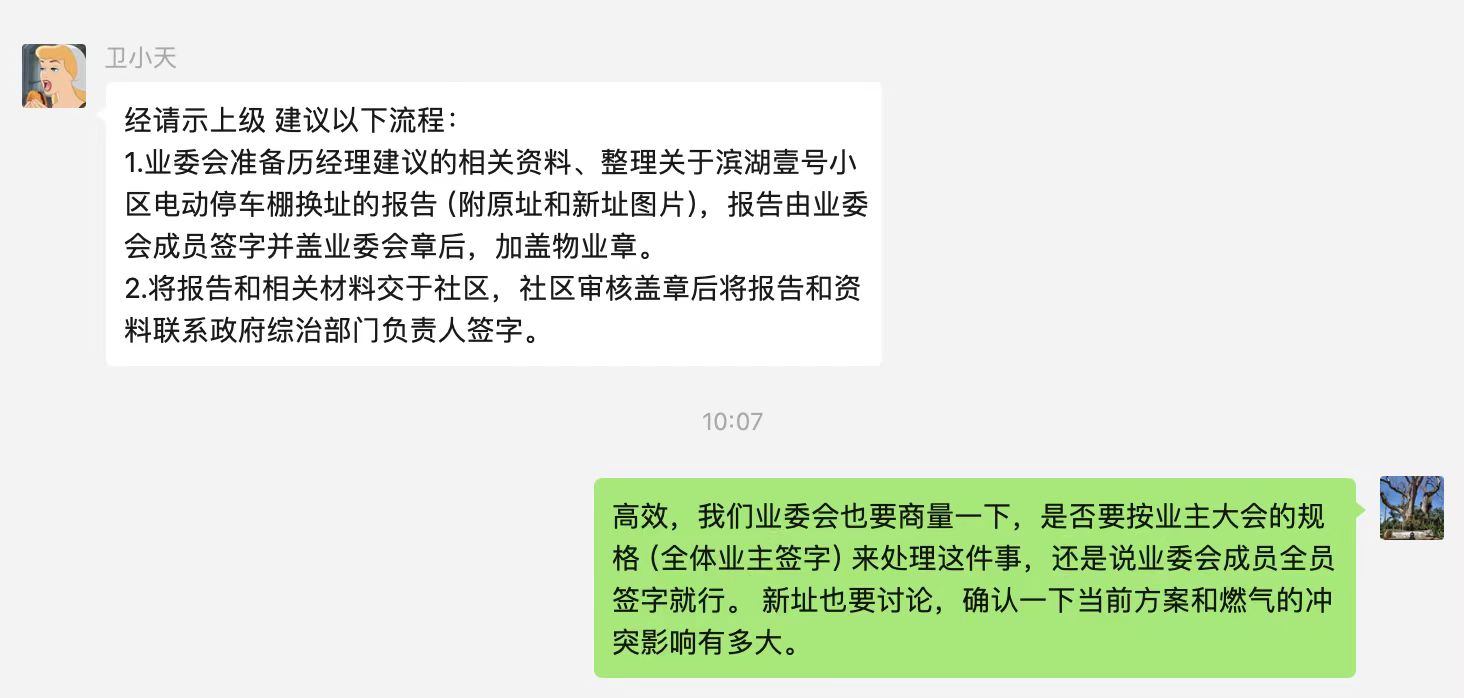 卫小天
经请示上级 建议以下流程：
1.业委会准备历经理建议的相关资料、整理关于滨湖壹号小
区电动停车棚换址的报告（附原址和新址图片），报告由业委
会成员签字并盖业委会章后，加盖物业章。
2.将报告和相关材料交于社区，社区审核盖章后将报告和资
料联系政府综治部门负责人签字。
10:07
高效，我们业委会也要商量一下，是否要按业主大会的规
格（全体业主签字）来处理这件事，还是说业委会成员全员
签字就行。 新址也要讨论，确认一下当前方案和燃气的冲
突影响有多大。